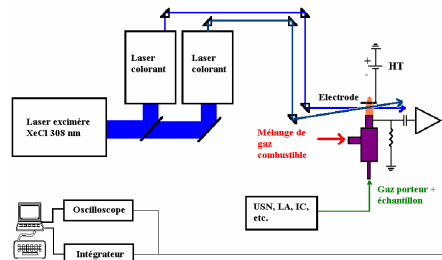 Laser
colorant
Laser
colorant
+
HT
-
Electrode
Laser excimère
XeCl 308 nm
Mélange de
gaz
combustible
Gaz porteur +
échantillon
USN, LA, IC,
etc.
Oscilloscope
Intégrateur